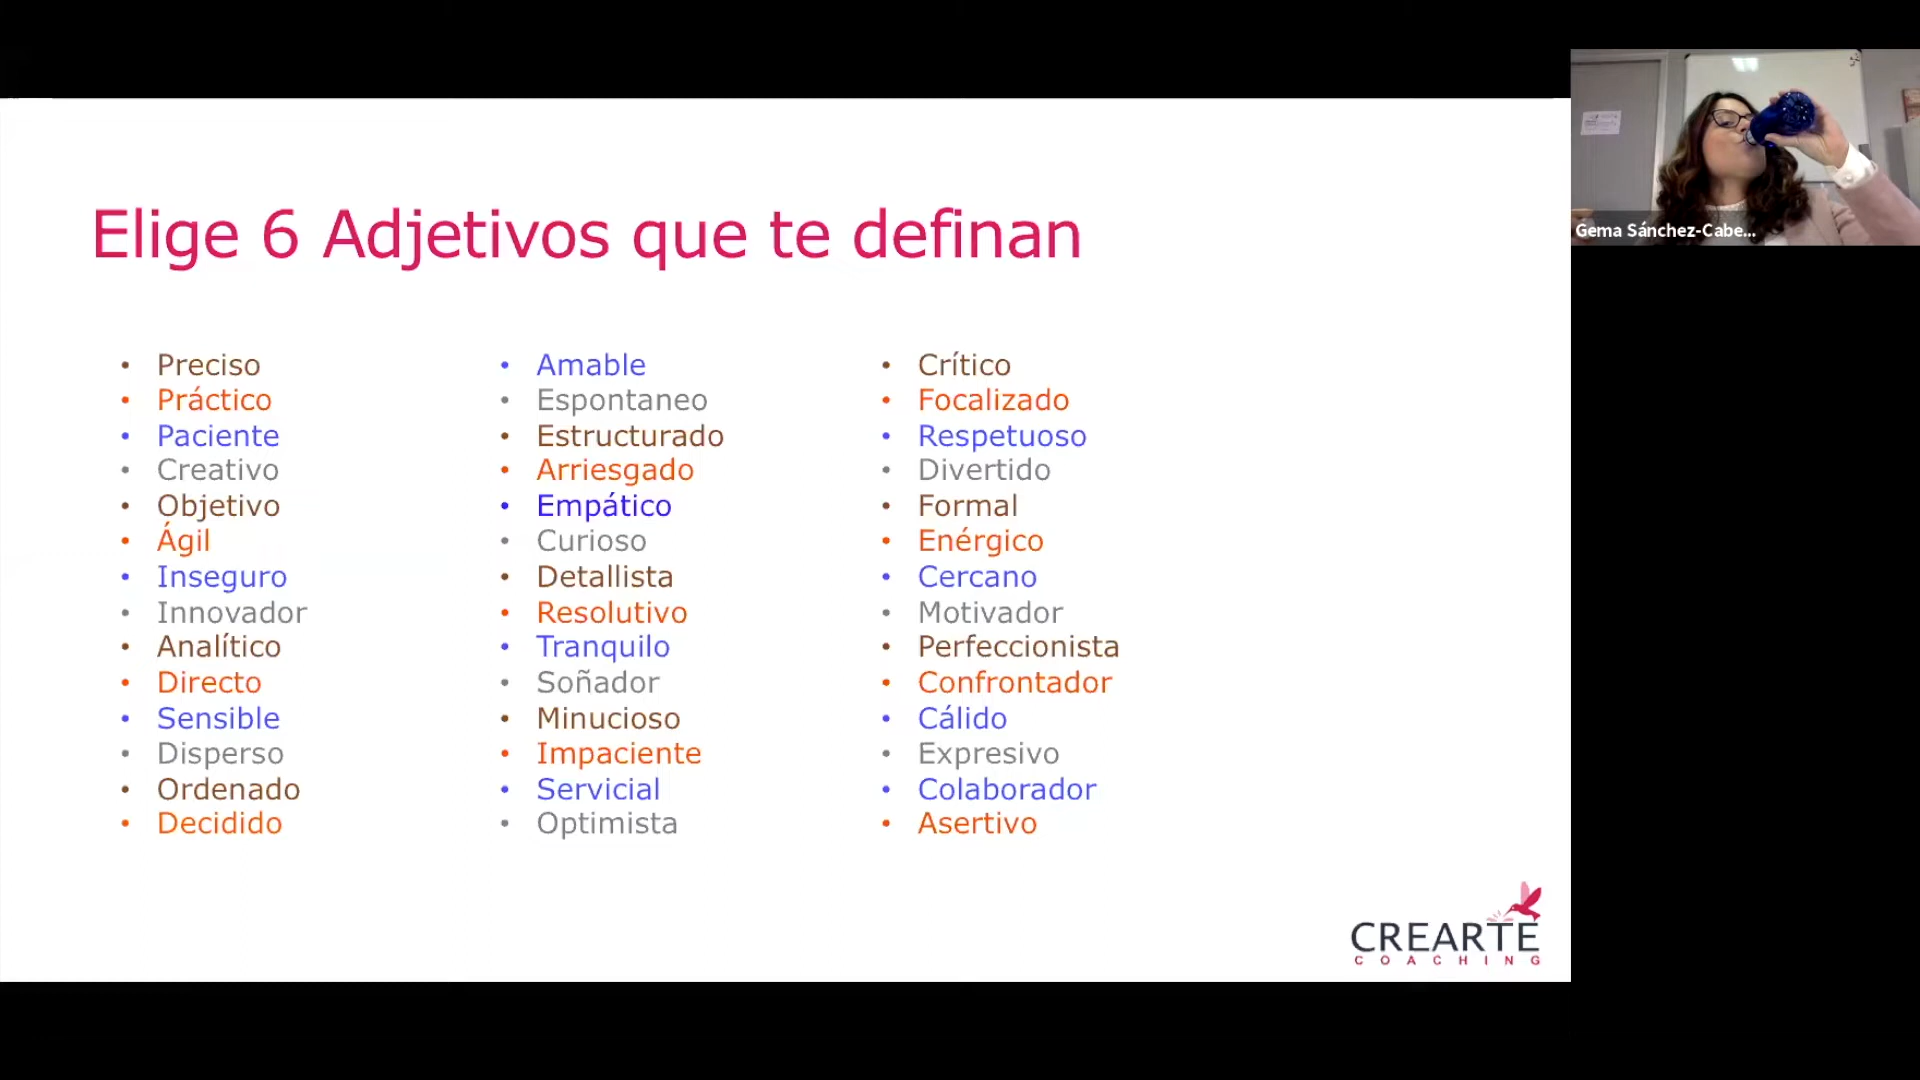 Elige 6 Adjetivos que te definan
• Preciso
• Práctico
• Paciente
• Creativo
• Objetivo
• Ágil
• Inseguro
• Innovador
• Analítico
• Directo
• Sensible
• Disperso
• Ordenado
• Decidido
• Amable
• Espontaneo
• Estructurado
• Arriesgado
• Empático
• Curioso
• Detallista
• Resolutivo
• Tranquilo
• Soñador
• Minucioso
• Impaciente
• Servicial
• Optimista
• Crítico
• Focalizado
• Respetuoso
• Divertido
• Formal
• Enérgico
• Cercano
• Motivador
• Perfeccionista
• Confrontador
• Cálido
• Expresivo
• Colaborador
• Asertivo
CREARTE
COACHING
Gema Sánchez-Cabe...